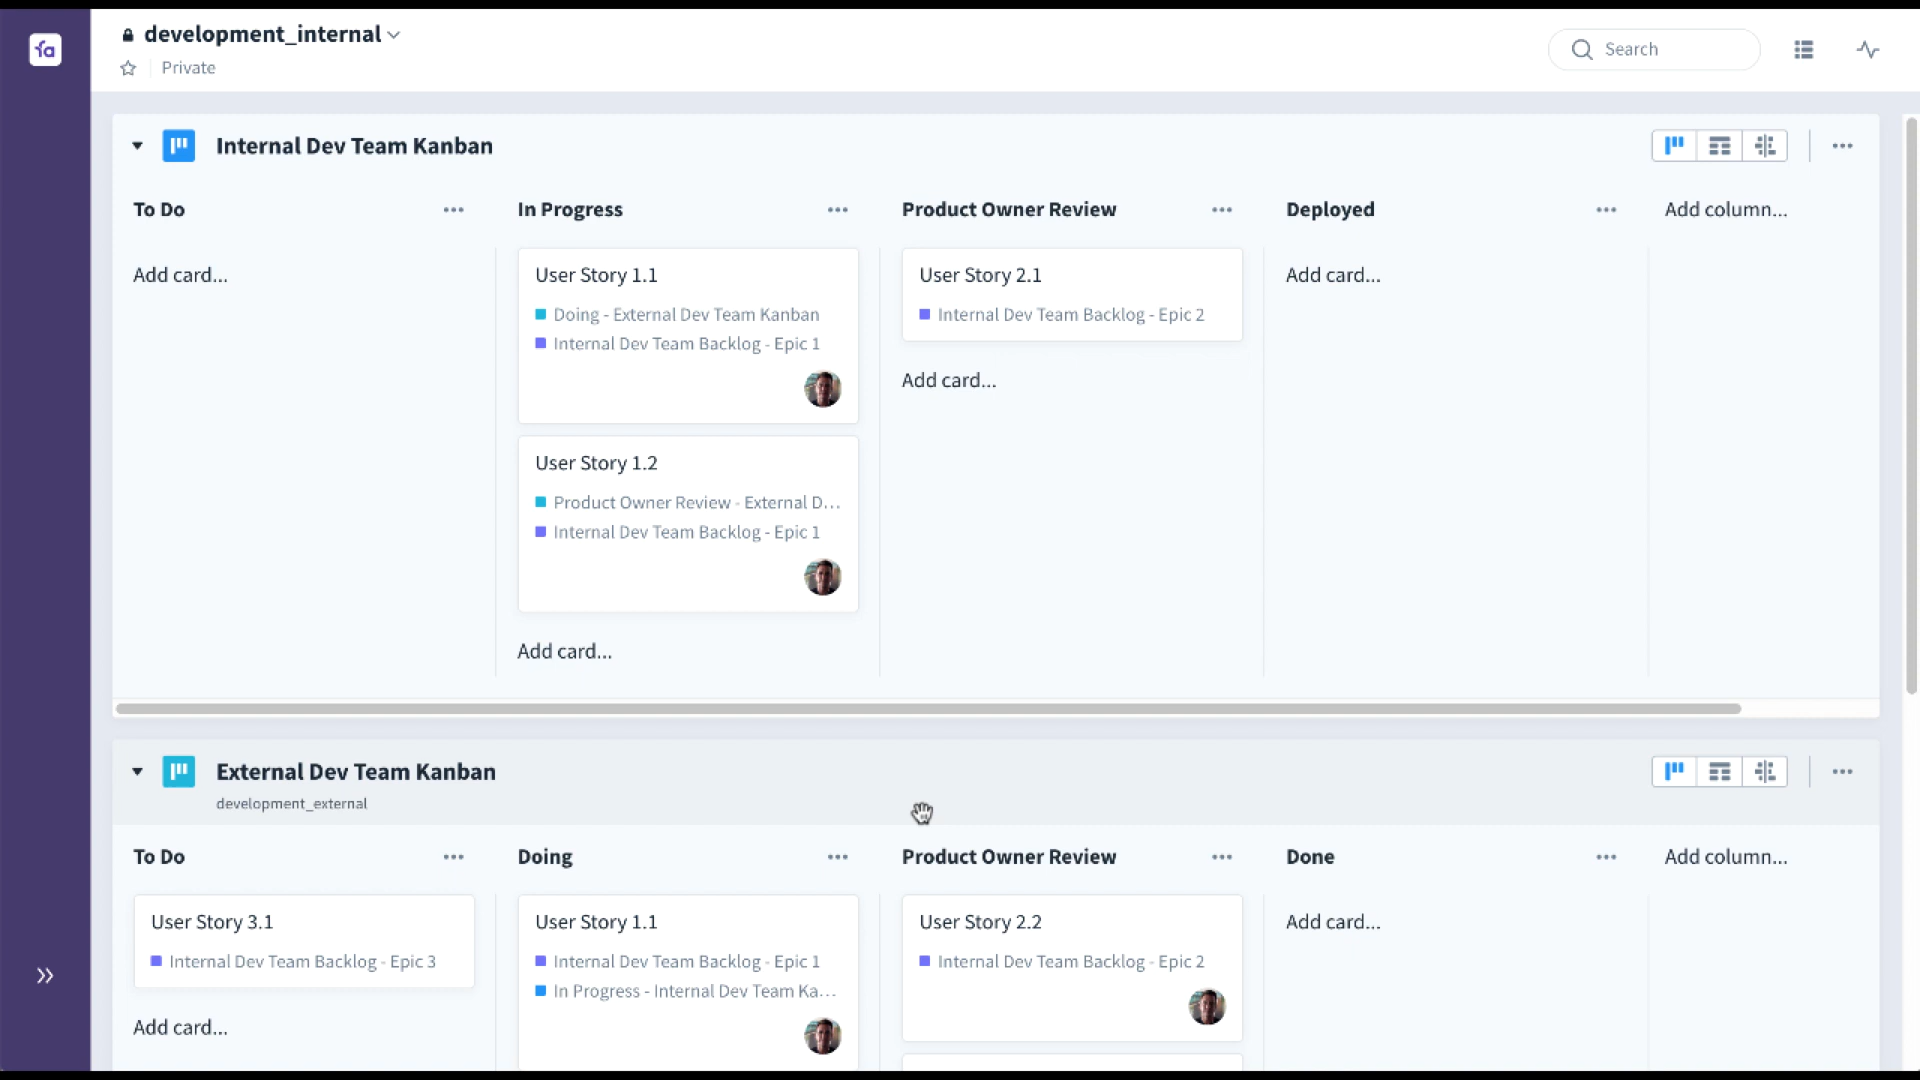 development_internal
Private
Search
Internal Dev Team Kanban
To Do
In Progress
Product Owner Review
Deployed
Add column...
Add card...
User Story 1.1
Doing - External Dev Team Kanban
Internal Dev Team Backlog - Epic 1
User Story 1.2
Product Owner Review - External D...
Internal Dev Team Backlog - Epic 1
Add card...
User Story 2.1
Internal Dev Team Backlog - Epic 2
Add card...
Add card...
External Dev Team Kanban
development_external
To Do
Doing
Product Owner Review
Done
Add column...
User Story 3.1
Internal Dev Team Backlog - Epic 3
Add card...
User Story 1.1
Internal Dev Team Backlog - Epic 1
In Progress - Internal Dev Team Ka...
User Story 2.2
Internal Dev Team Backlog - Epic 2
Add card...